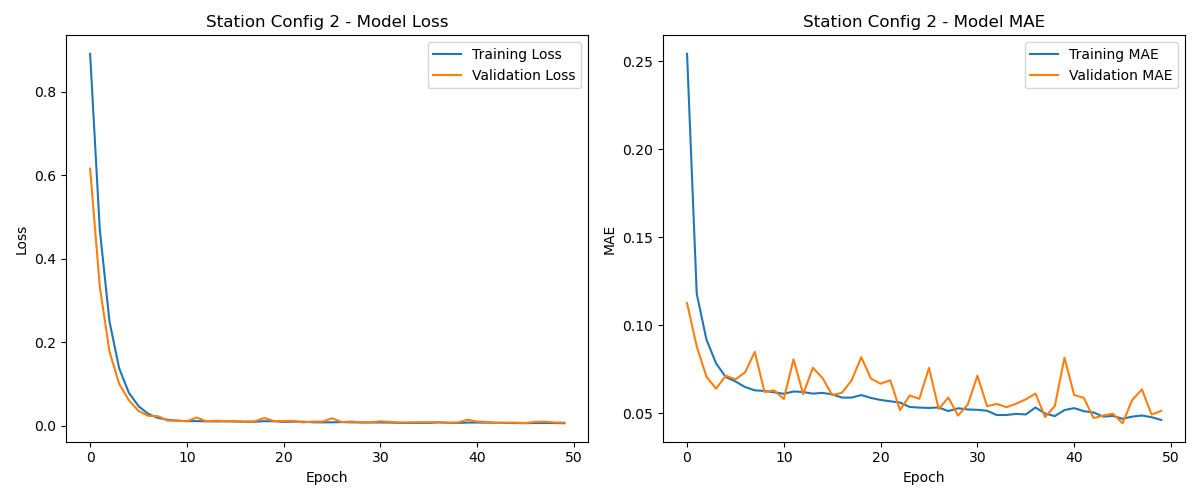 Station Config 2 - Model Loss
Training Loss
Validation Loss
0.8
0.6
0.4
0.2
0.0
Loss
0 10 20 30 40 50
Epoch
Station Config 2 - Model MAE
Training MAE
Validation MAE
0.25
0.20
0.15
0.10
0.05
MAE
0 10 20 30 40 50
Epoch